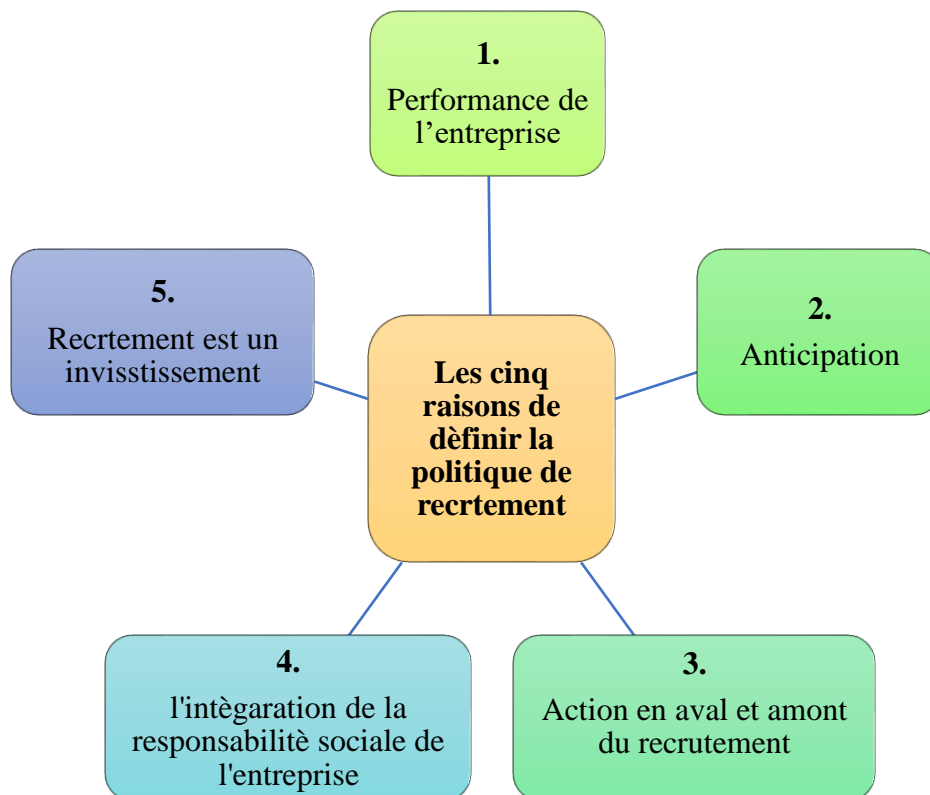 1.
Performance de
l’entreprise
2.
Anticipation
3.
Action en aval et amont
du recrutement
4.
l'intègaration de la
responsabilitè sociale de
l'entreprise
5.
Recrtement est un
invisstissement
Les cinq
raisons de
dèfinir la
politique de
recrtement